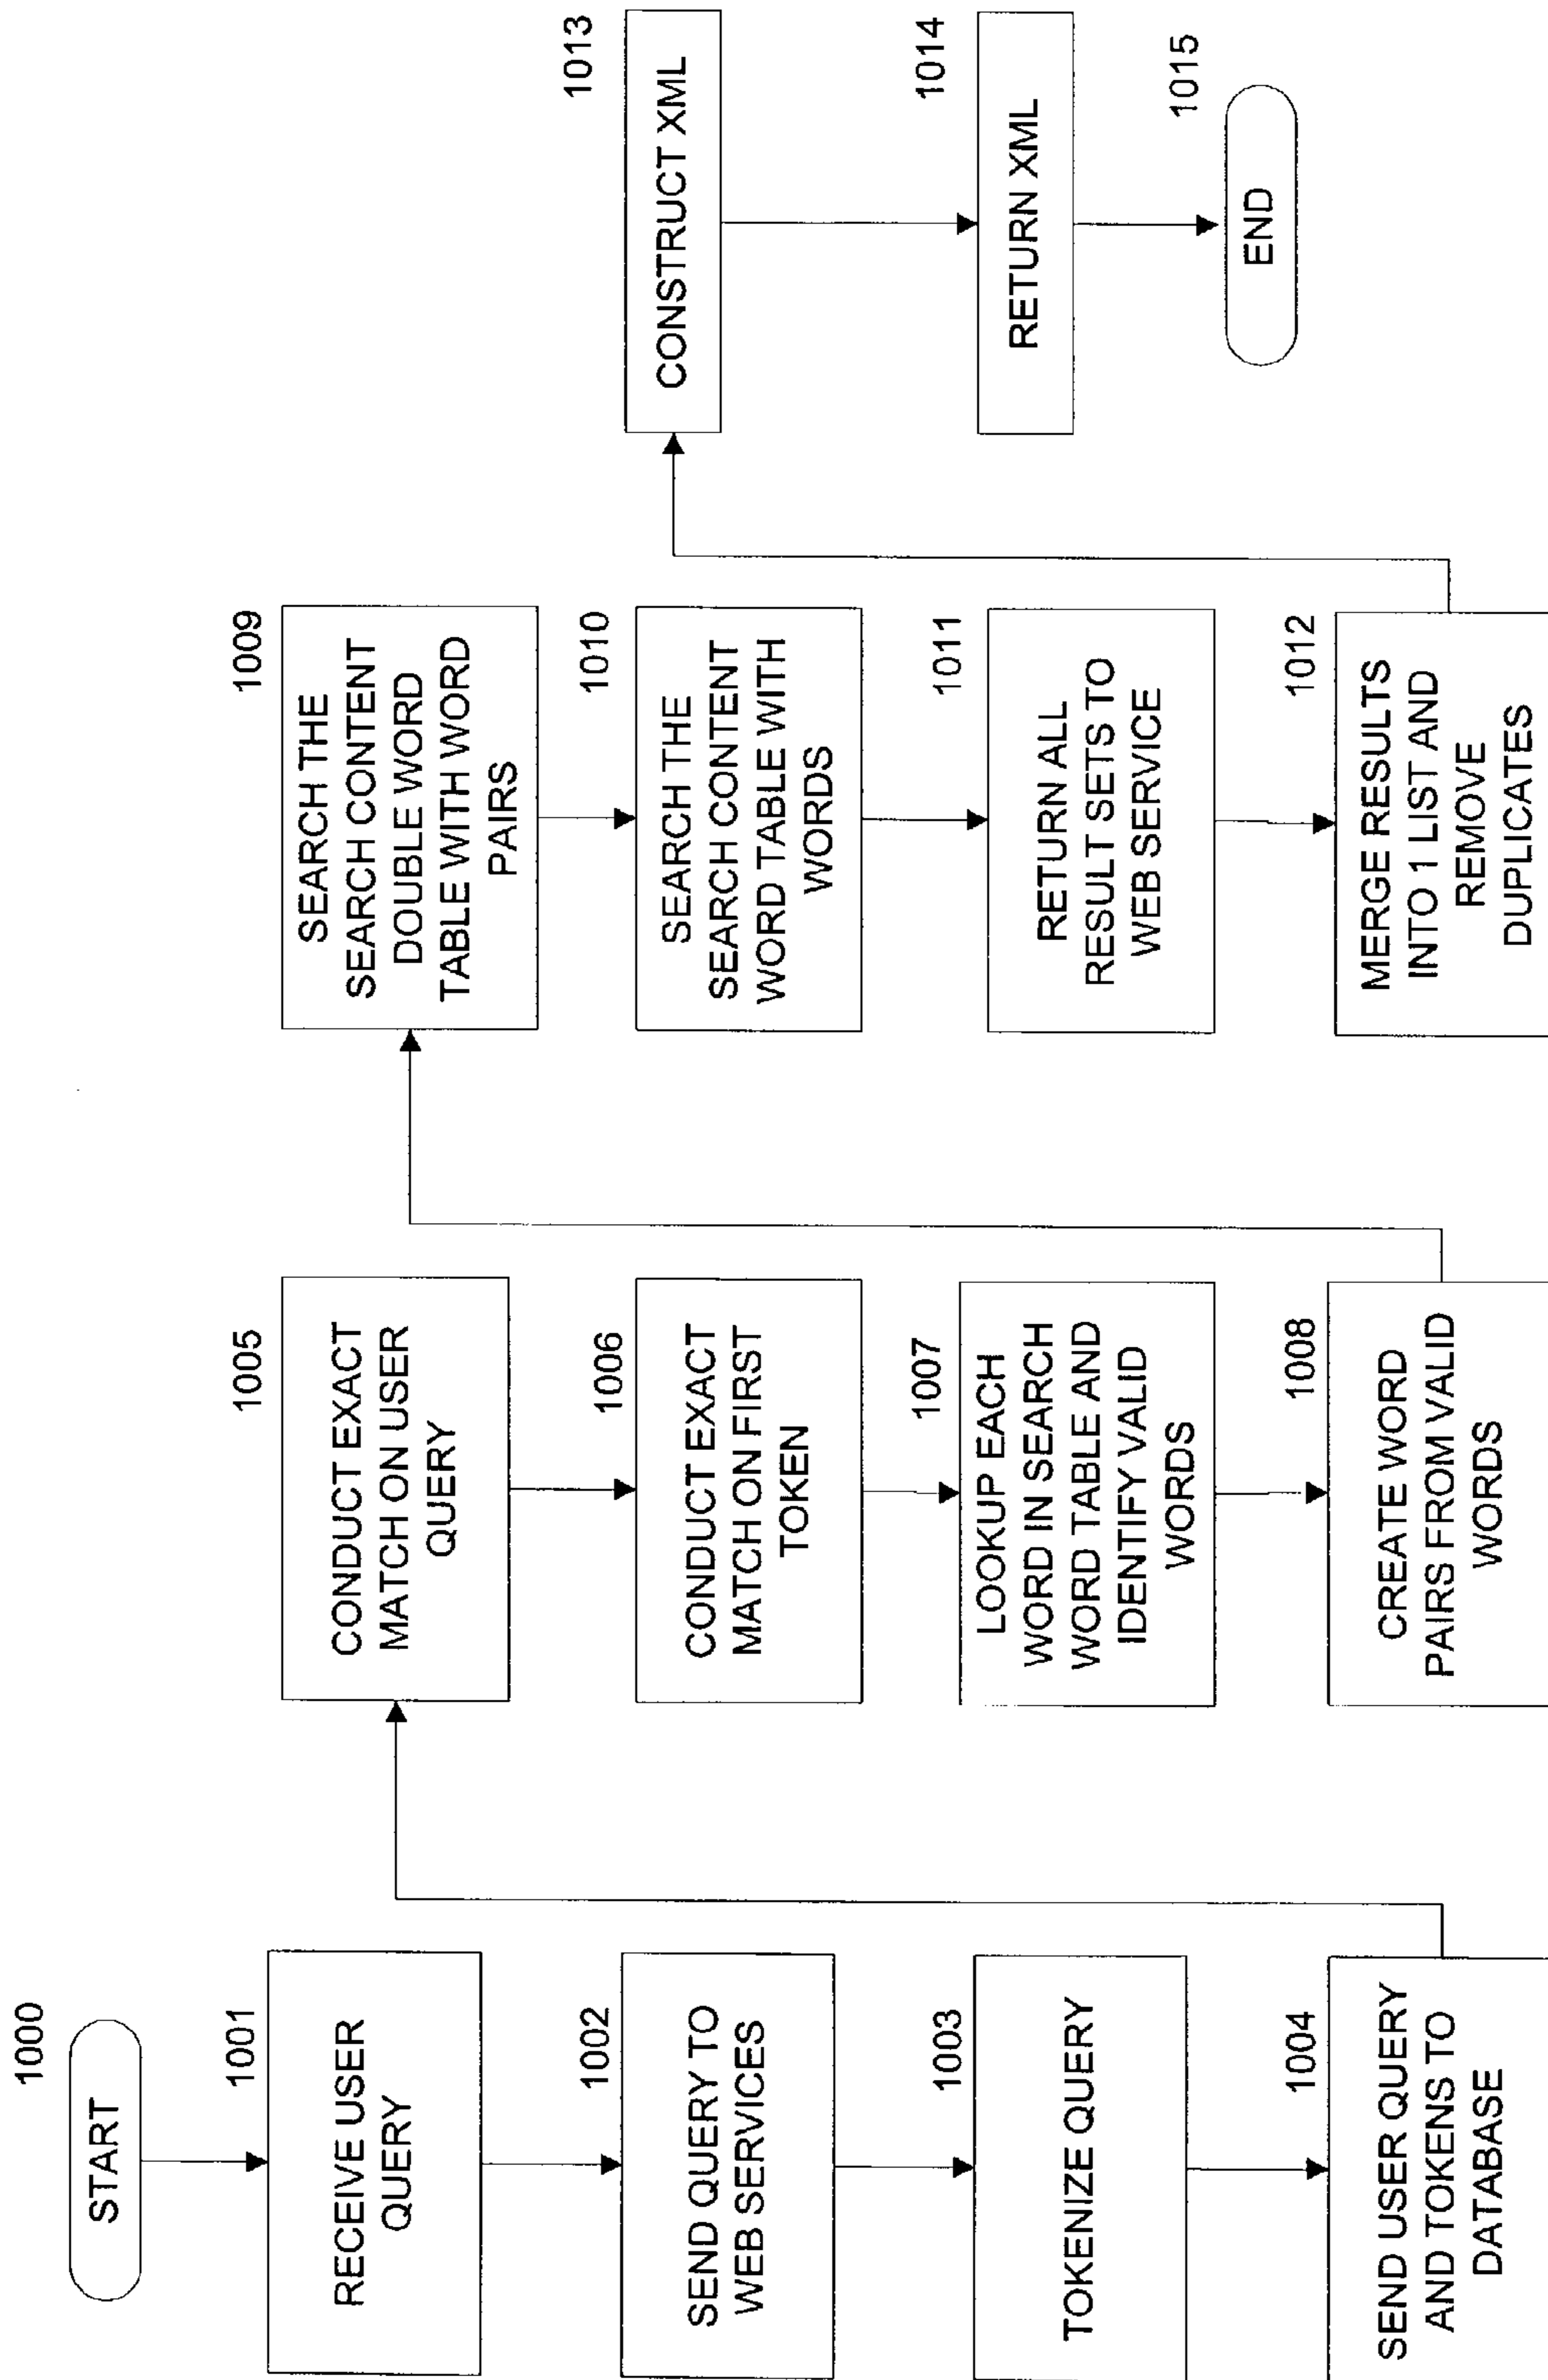 1000
START
1001
RECEIVE USER
QUERY
1002
SEND QUERY TO
WEB SERVICES
1003
TOKENIZE QUERY
1004
SEND USER QUERY
AND TOKENS TO
DATABASE
1005
CONDUCT EXACT
MATCH ON USER
QUERY
1006
CONDUCT EXACT
MATCH ON FIRST
TOKEN
1007
LOOKUP EACH
WORD IN SEARCH
WORD TABLE AND
IDENTIFY VALID
WORDS
1008
CREATE WORD
PAIRS FROM VALID
WORDS
1009
SEARCH THE
SEARCH CONTENT
DOUBLE WORD
TABLE WITH WORD
PAIRS
1010
SEARCH THE
SEARCH CONTENT
WORD TABLE WITH
WORDS
1011
RETURN ALL
RESULT SETS TO
WEB SERVICE
1012
MERGE RESULTS
INTO 1 LIST AND
REMOVE
DUPLICATES
1013
CONSTRUCT XML
1014
RETURN XML
1015
END